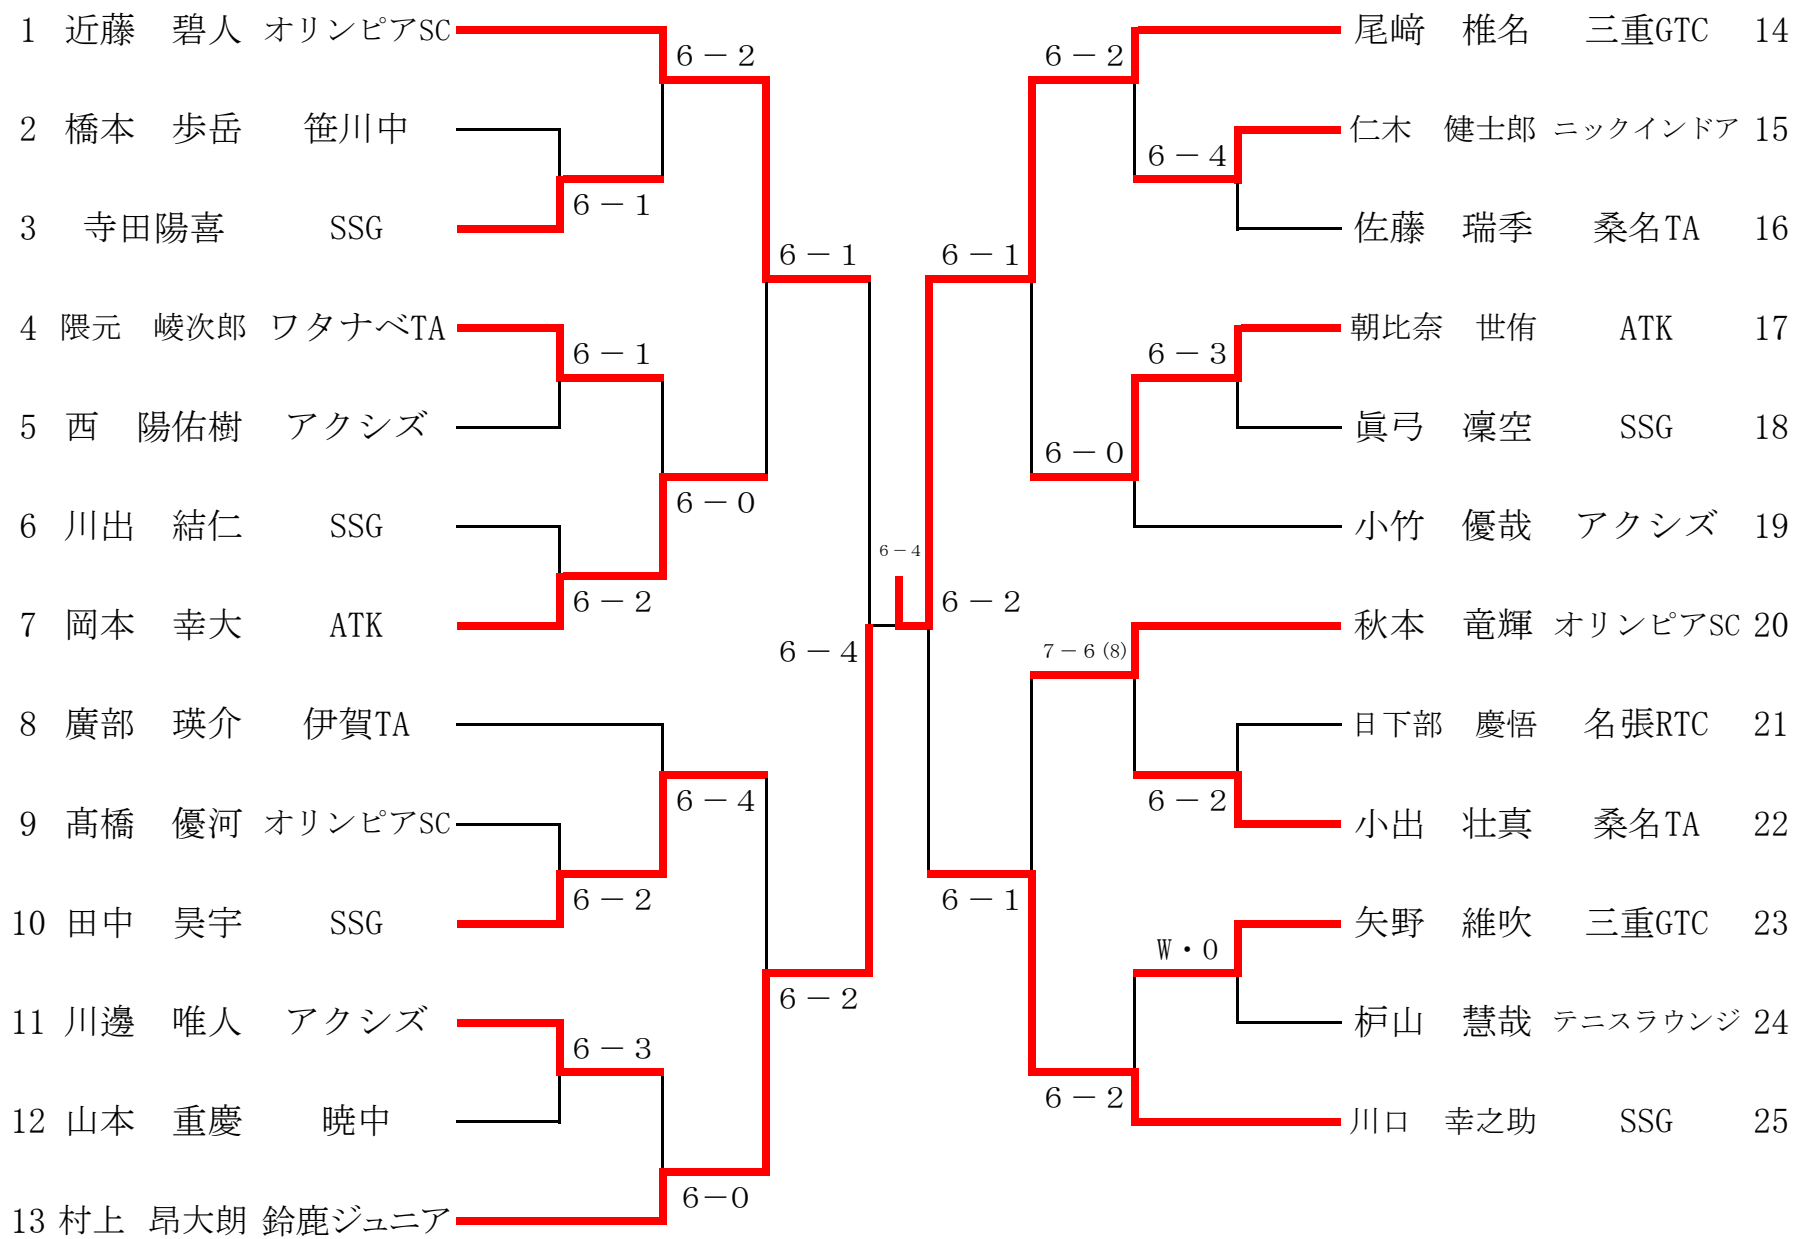 1 近藤　碧人 オリンピアSC
6－2
2 橋本　歩岳 笹川中
6－1
3 寺田陽喜 SSG
6－1
4 隈元　崚次郎 ワタナベTA
6－1
5 西　陽佑樹 アクシズ
6－0
6 川出　結仁 SSG
6－2
7 岡本　幸大 ATK
6－4
8 廣部　瑛介 伊賀TA
6－4
9 髙橋　優河 オリンピアSC
6－2
10 田中　昊宇 SSG
6－2
11 川邊　唯人 アクシズ
6－3
12 山本　重慶 暁中
6－0
13 村上　昂大朗 鈴鹿ジュニア
6－4
尾﨑　椎名 三重GTC 14
6－2
仁木　健士郎 ニックインドア 15
6－4
佐藤　瑞季 桑名TA 16
6－1
朝比奈　世侑 ATK 17
6－3
眞弓　凜空 SSG 18
6－0
小竹　優哉 アクシズ 19
6－2
秋本　竜輝 オリンピアSC 20
7－6(8)
日下部　慶悟 名張RTC 21
6－2
小出　壮真 桑名TA 22
6－1
矢野　維吹 三重GTC 23
W・O
枦山　慧哉 テニスラウンジ 24
6－2
川口　幸之助 SSG 25